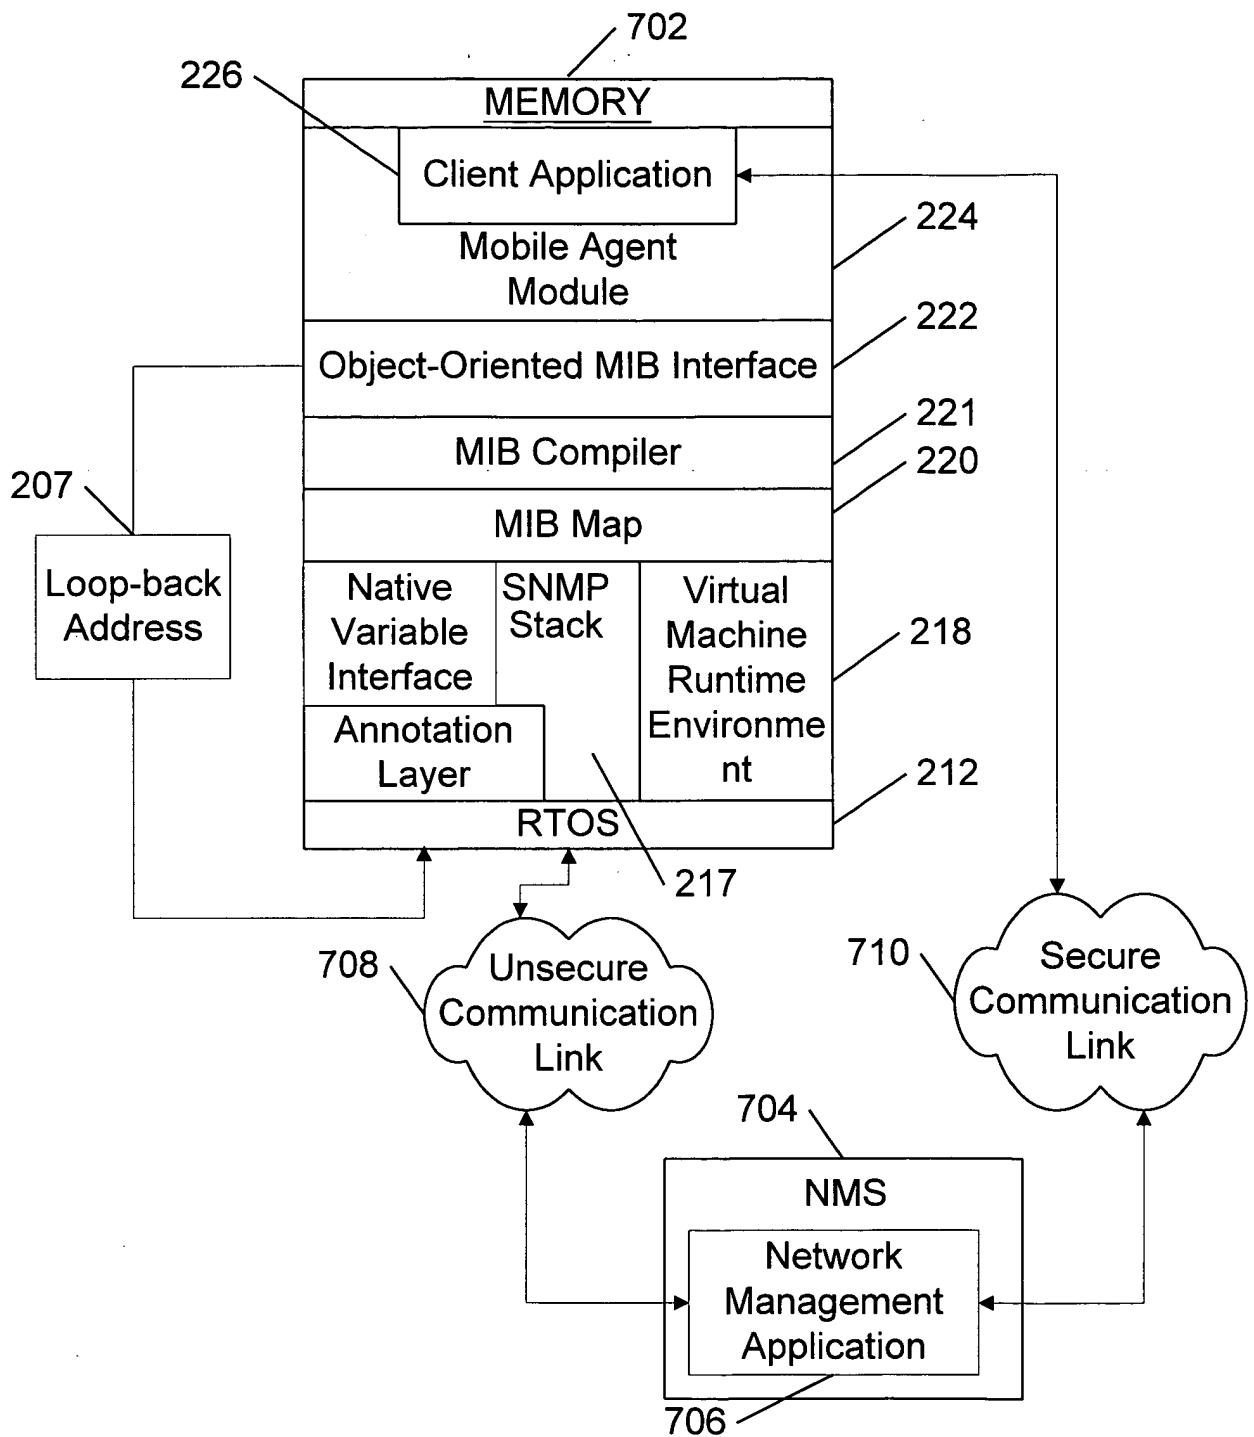 702
226
MEMORY
Client Application
224
Mobile Agent
Module
222
Object-Oriented MIB Interface
221
MIB Compiler
220
207
MIB Map
Loop-back
Address
Native
Variable
Interface
SNMP
Stack
Virtual
Machine
Runtime
Environme
nt
218
Annotation
Layer
212
RTOS
217
708
Unsecure
Communication
Link
710
Secure
Communication
Link
704
NMS
Network
Management
Application
706